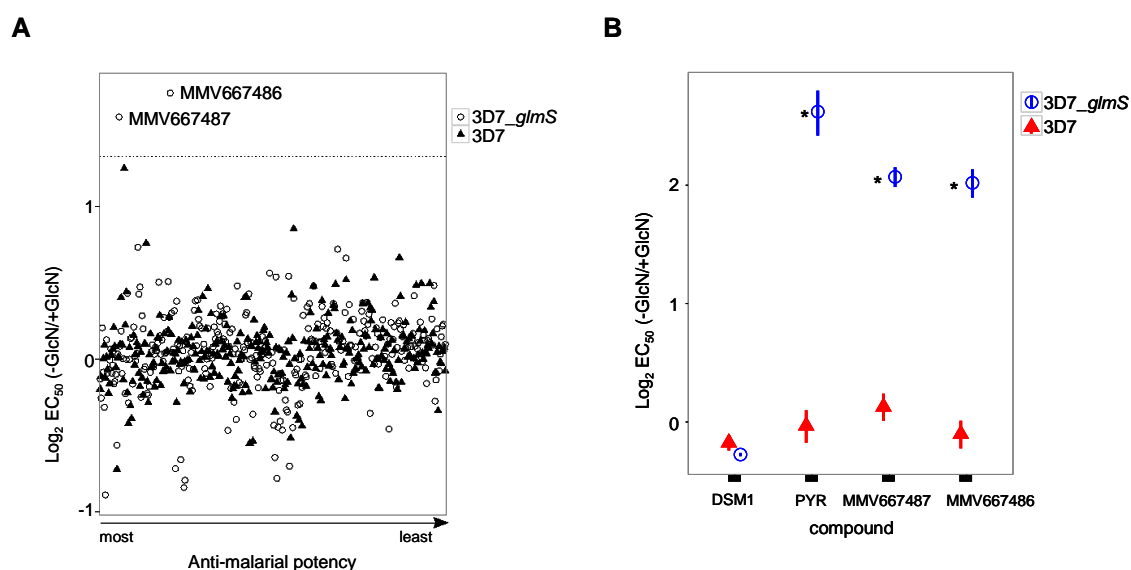 A
MMV667486
MMV667487
3D7_glmS
3D7
1
0
-1
Log2 EC50 (-GlcN/+GlcN)
most
least
Anti-malarial potency
B
3D7_glmS
3D7
*
*
*
2
1
0
Log2 EC50 (-GlcN/+GlcN)
DSM1 PYR MMV667487 MMV667486
compound